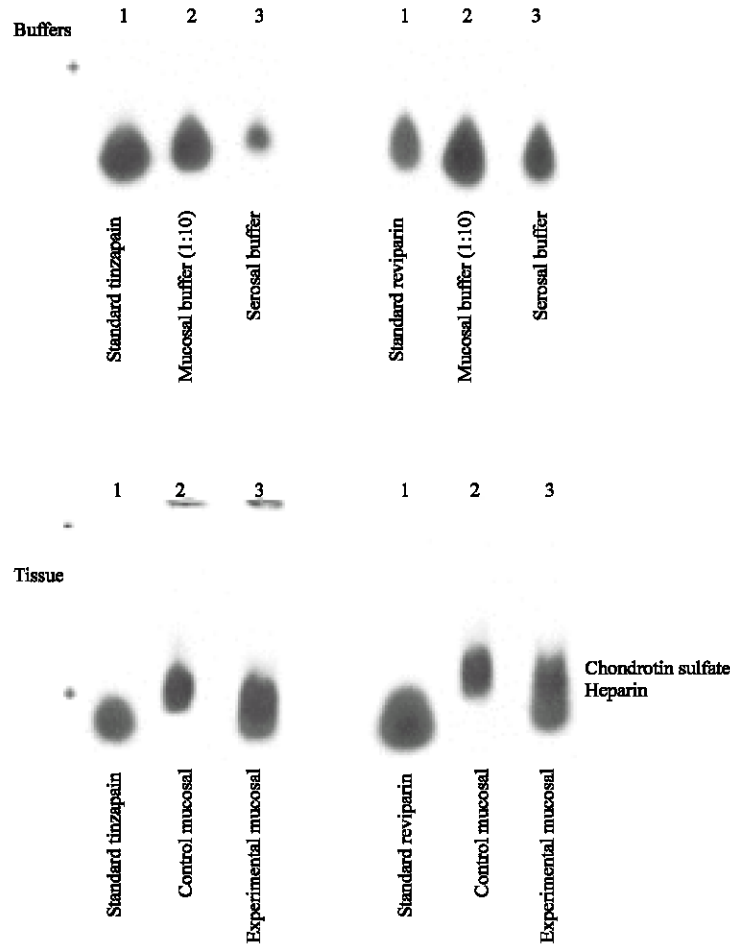 1 2 3 1 2 3
Buffers
Standard tinzapain
Mucosal buffer (1:10)
Serosal buffer
Standard reviparin
Mucosal buffer (1:10)
Serosal buffer
1 2 3 1 2 3
Tissue
Chondrotin sulfate
Heparin
Standard tinzapain
Control mucosal
Experimental mucosal
Standard reviparin
Control mucosal
Experimental mucosal